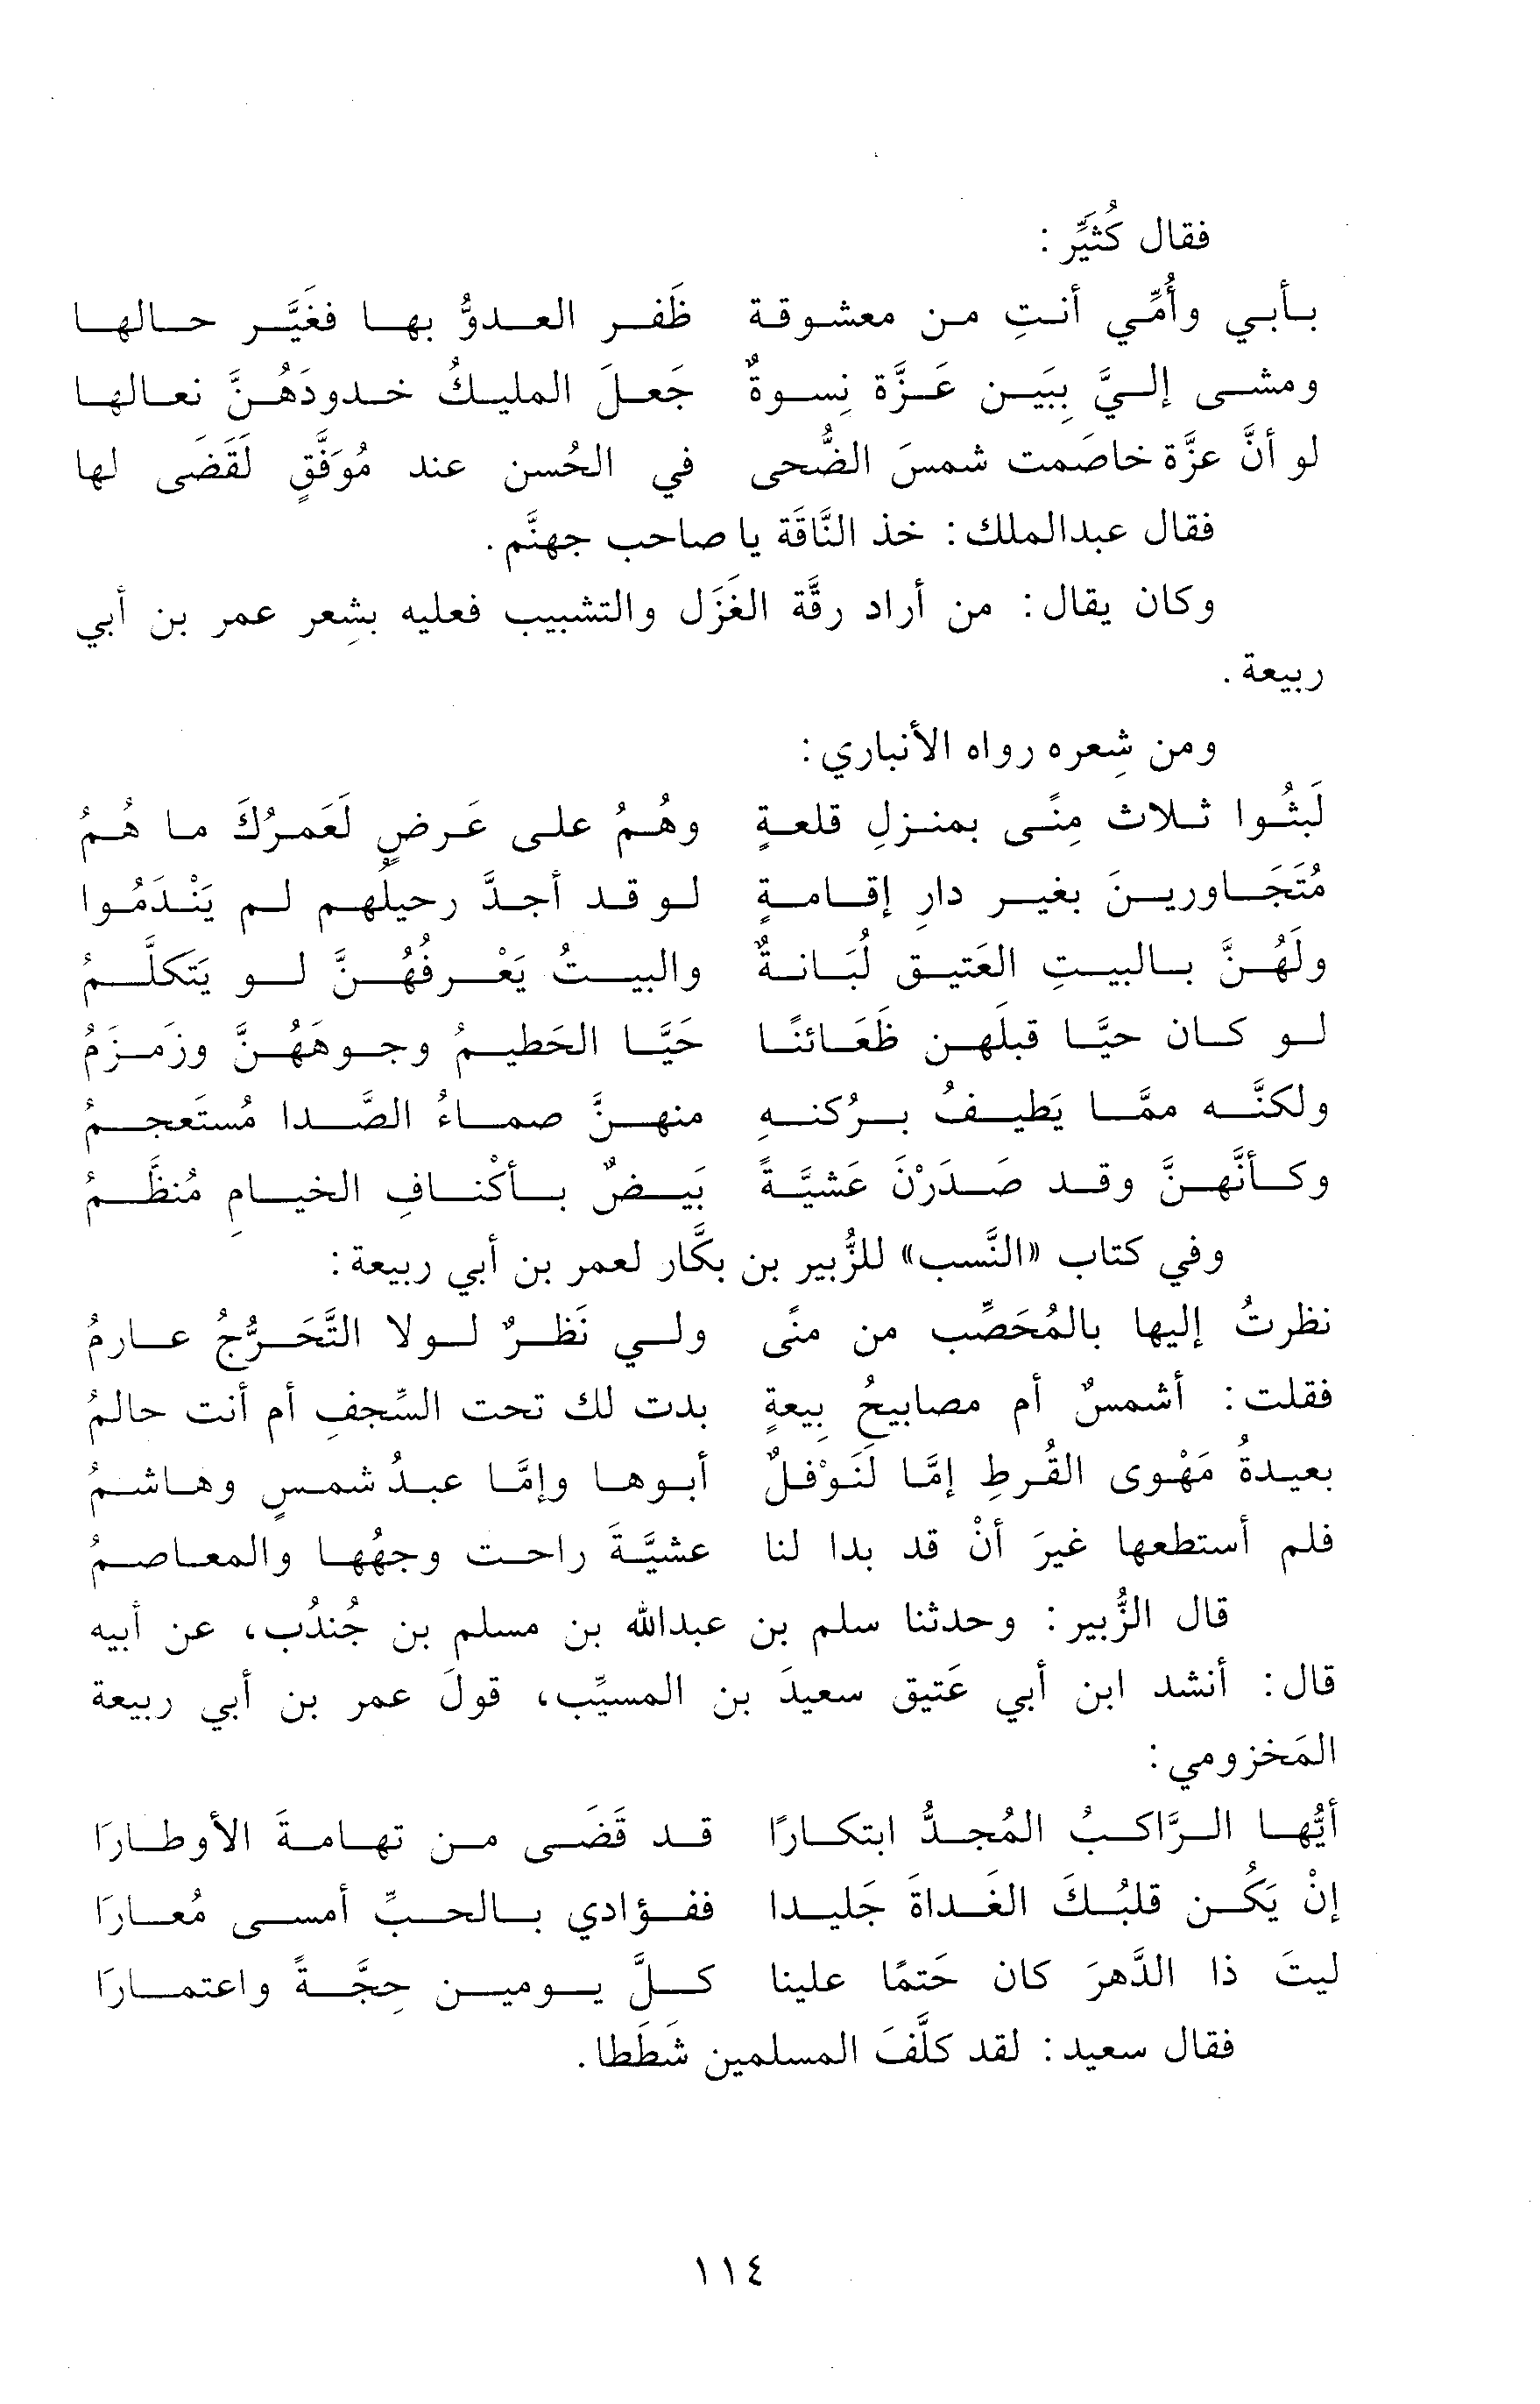 فقال كُثَيِّر :
بأبي وأُمِّي أنتِ من معشوقة ظَفر العدوُّ بها فغَيَّر حالها
ومشى إليَّ بِبَين عَزَّة نِسوةٌ جَعلَ المليكُ خدودَهُنَّ نعالها
لو أنَّ عزَّة خاصَمت شمسَ الضُّحى في الحُسن عند مُوَفَّقٍ لَقَضَى لها
فقال عبدالملك: خذ النَّاقَة يا صاحب جهنَّم.
وكان يقال: من أراد رقَّة الغَزَل والتشبيب فعليه بشِعر عمر بن أبي
ربيعة .
ومن شِعره رواه الأنباري:
لَبثُوا ثلاث مِنًى بمنزلِ قلعةٍ وهُمُ على عَرضٍ لَعَمرُكَ ما هُمُ
مُتَجَاورينَ بغير دارِ إقامةٍ لو قد أجدَّ رحيلُهم لم يَنْدَمُوا
ولَهُنَّ بالبيتِ العَتيق لُبَانةٌ والبيتُ يَعْرفُهُنَّ لو يَتَكلَّمُ
لو كان حيَّا قبلَهن ظَعَائنًا حَيَّا الحَطيمُ وجوهَهُنَّ وزَمزَمُ
ولكنَّه ممَّا يَطيفُ برُكنهِ منهنَّ صماءُ الصَّدا مُستَعجمُ
وكأنَّهنَّ وقد صَدَرْنَ عَشيَّةً بَيضٌ بأكْنافِ الخيامِ مُنظَّمُ
وفي كتاب «النَّسب» للزُّبير بن بكَّار لعمر بن أبي ربيعة:
نظرتُ إليها بالمُحَصِّب من منًى ولي نَظرٌ لولا التَّحَرُّجُ عارمُ
فقلت: أشمسٌ أم مصابيحُ بِيعةٍ بدت لك تحت السِّجفِ أم أنت حالمُ
بعيدةُ مَهْوى القُرطِ إمَّا لَنَوْفلٌ أبوها وإمَّا عبدُ شمسٍ وهاشمُ
فلم أستطعها غيرَ أنْ قد بدا لنا عشيَّةَ راحت وجهُها والمعاصمُ
قال الزُّبير: وحدثنا سلم بن عبدالله بن مسلم بن جُندُب، عن أبيه
قال: أنشد ابن أبي عَتيق سعيدَ بن المسيِّب، قولَ عمر بن أبي ربيعة
المَخزومي:
أيُّها الرَّاكبُ المُجدُّ ابتكارًا قد قَضَى من تهامةَ الأوطارَا
إنْ يَكُن قلبُكَ الغَداةَ جَليدا ففؤادي بالحبِّ أمسى مُعارَا
ليتَ ذا الدَّهرَ كان حَتمًا علينا كلَّ يومين حِجَّةً واعتمارَا
فقال سعيد: لقد كلَّفَ المسلمين شَطَطا.
١١٤